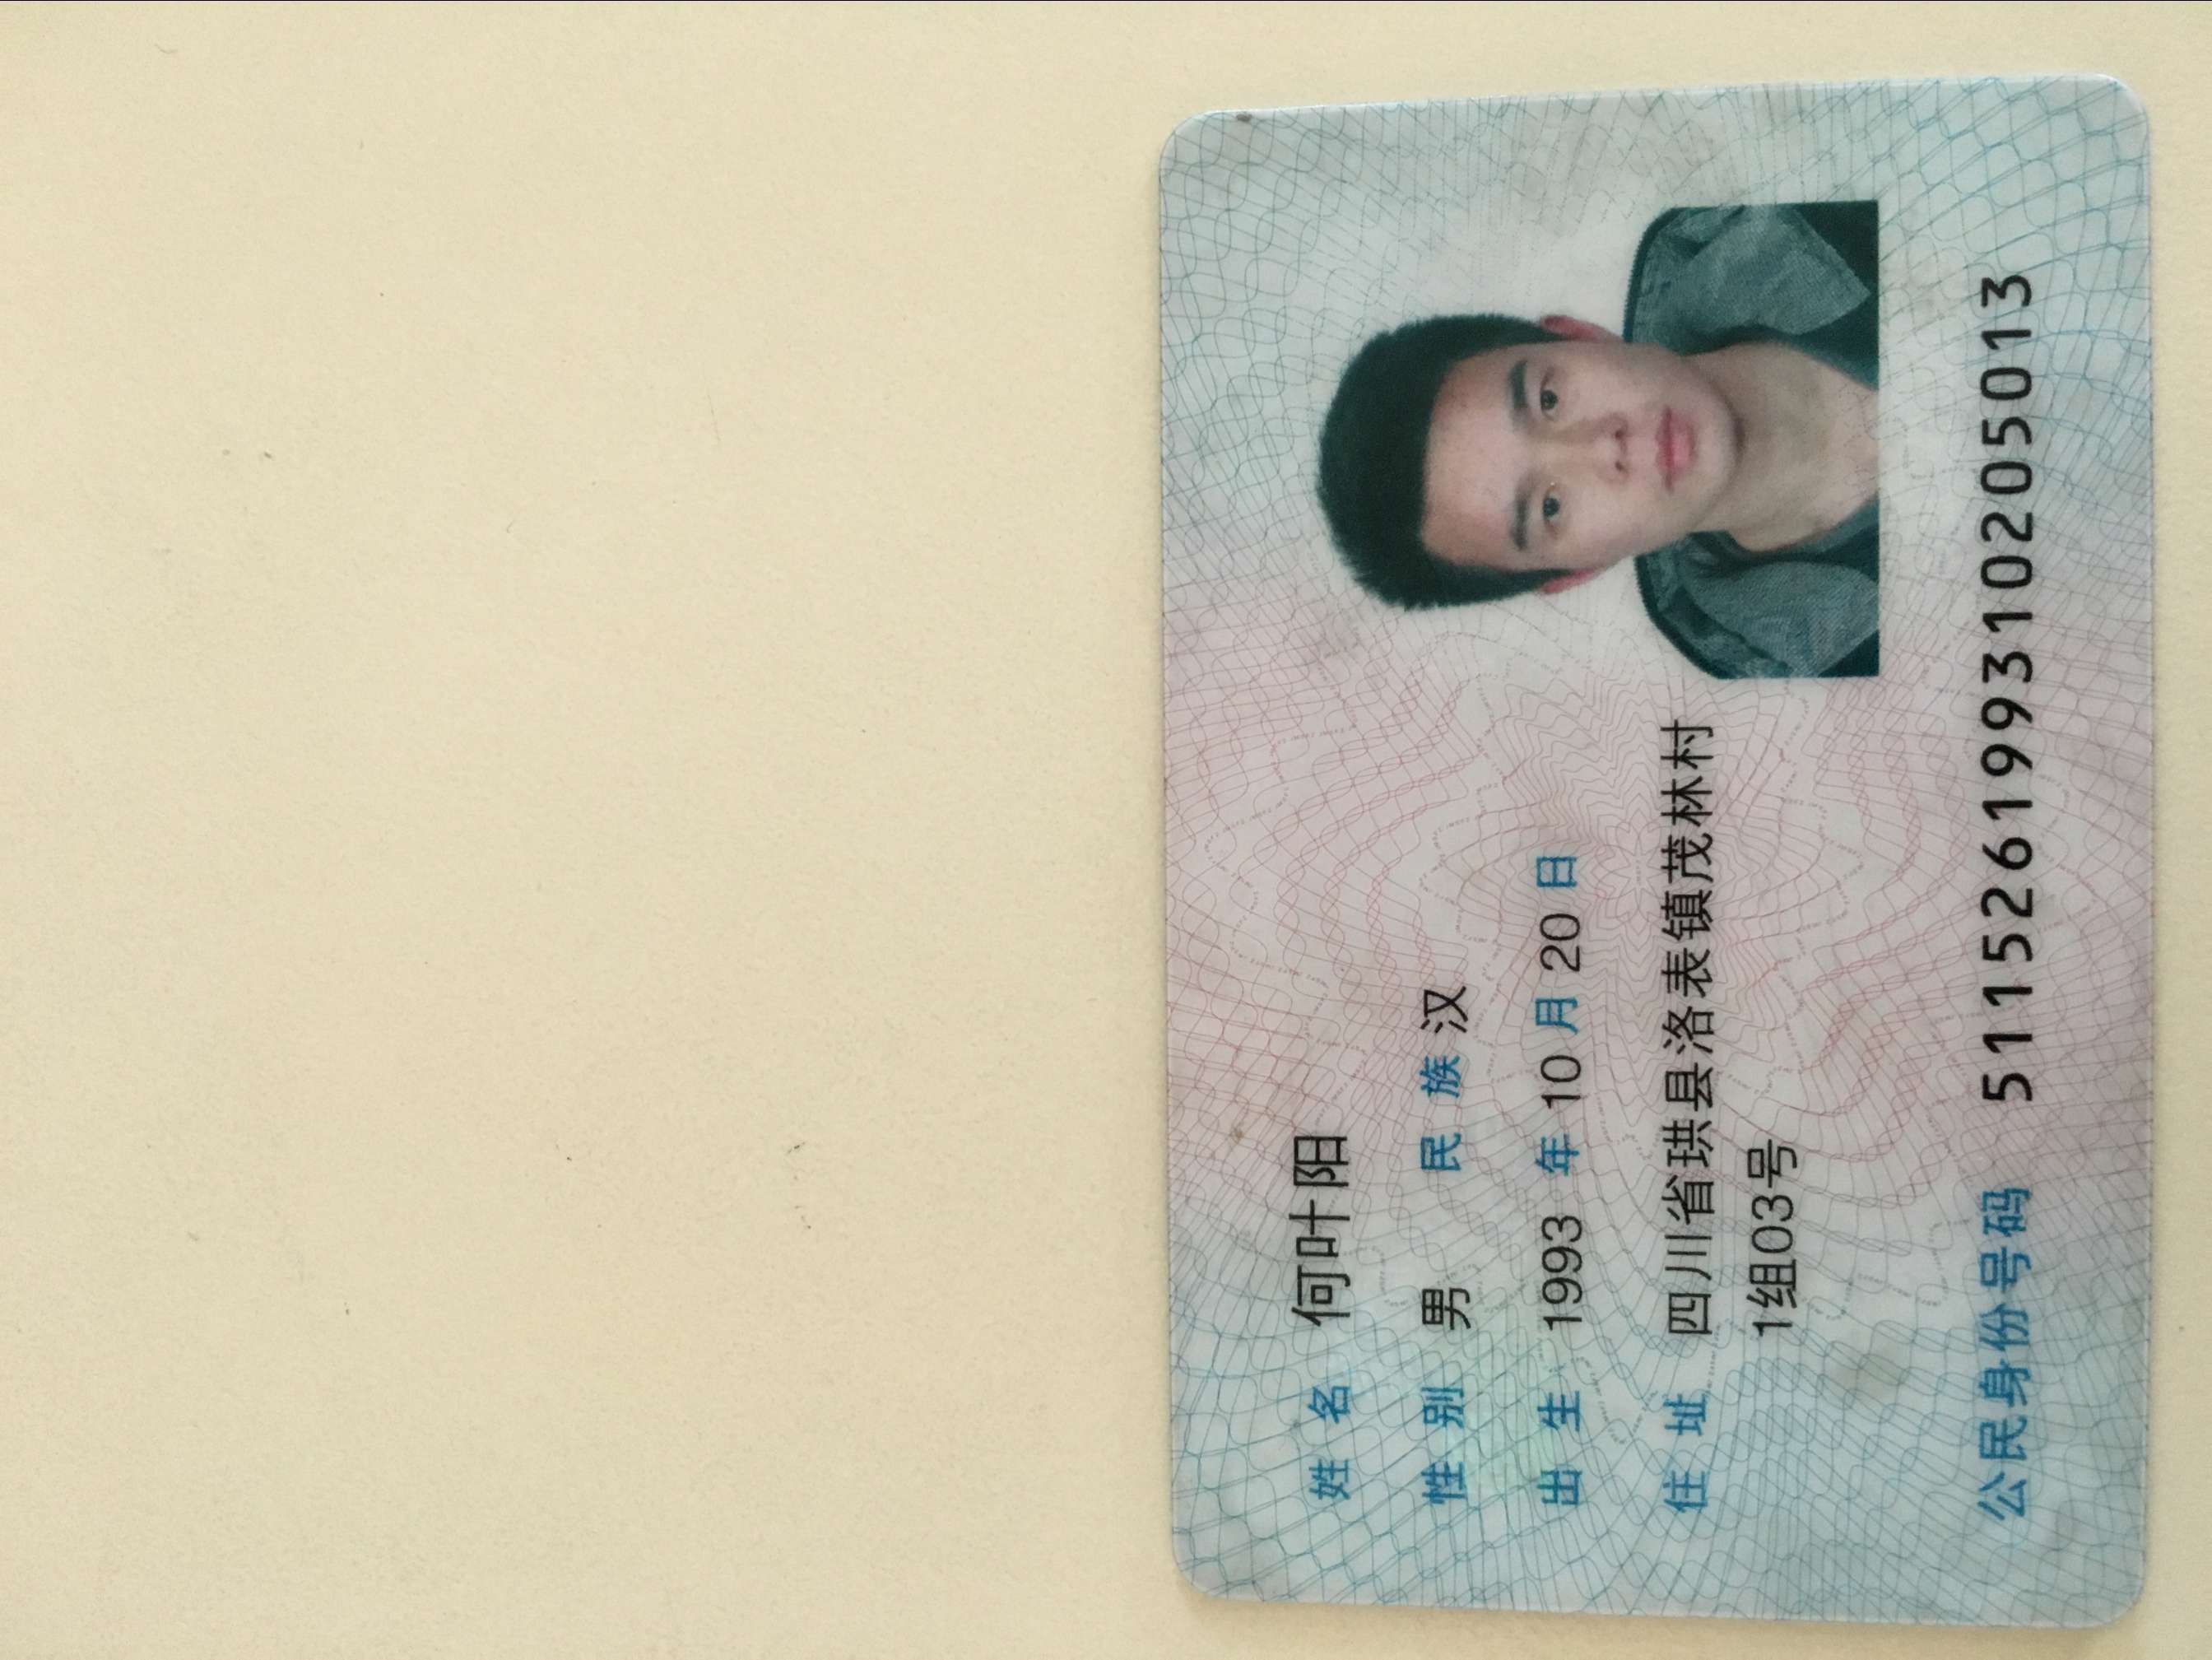 姓名 何叶阳
性别 男 民族 汉
出生 1993 年 10 月 20 日
住址 四川省珙县洛表镇茂林村
1组03号
公民身份号码 511526199310205013